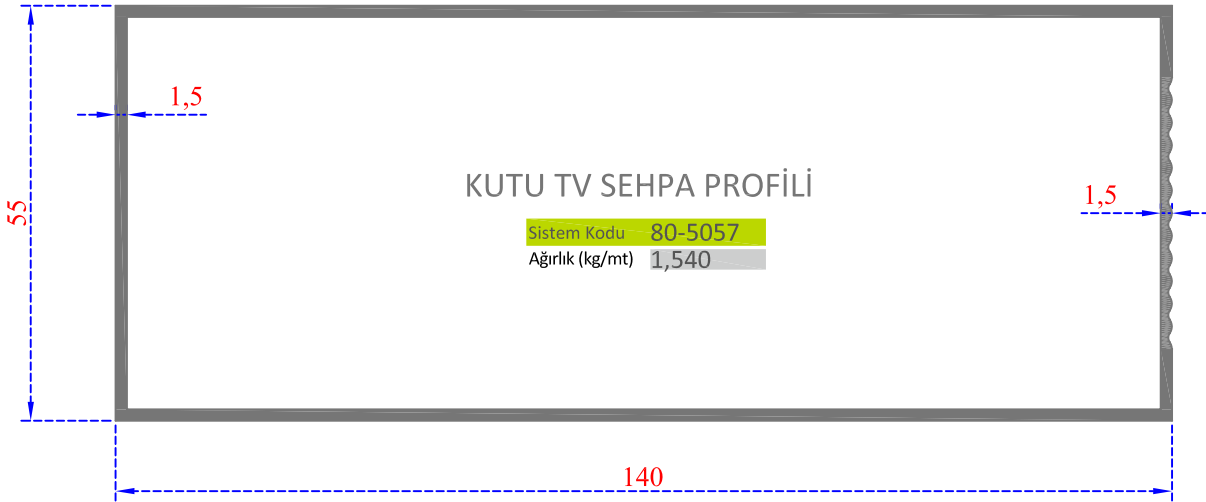 1,5
55
KUTU TV SEHPA PROFİLİ
1,5
Sistem Kodu 80-5057
Ağırlık (kg/mt) 1,540
140